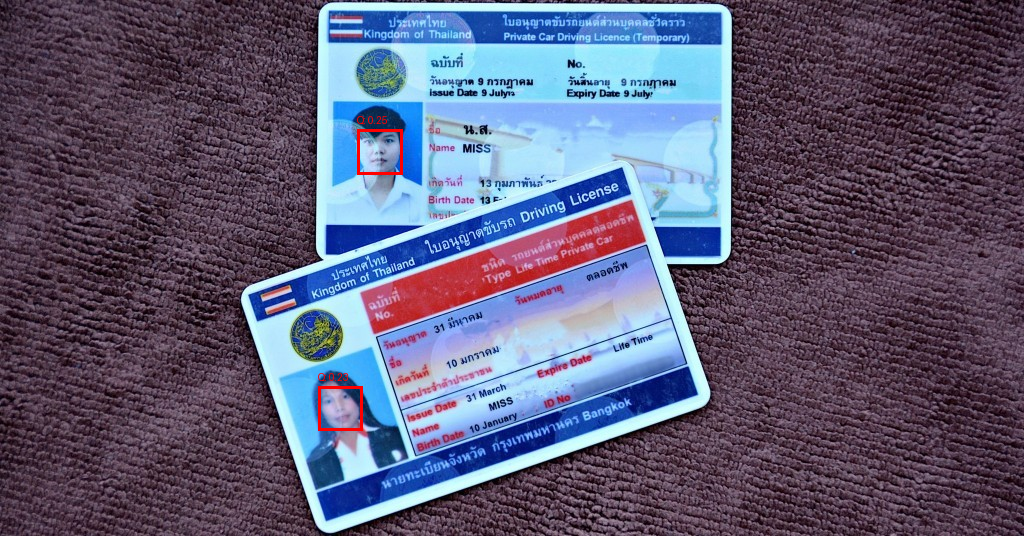 ประเทศไทย
Kingdom of Thailand
ใบอนุญาตขับรถยนต์ส่วนบุคคลชั่วคราว
Private Car Driving Licence (Temporary)
ฉบับที่ No.
วันอนุญาต 9 กรกฎาคม วันสิ้นอายุ 9 กรกฎาคม
Issue Date 9 July Expiry Date 9 July
ชื่อ น.ส.
Name MISS
เกิดวันที่ 13 กุมภาพันธ์
Birth Date 13
ประเทศไทย
Kingdom of Thailand
ใบอนุญาตขับรถ Driving License
ฉบับที่
No.
ชนิด รถยนต์ส่วนบุคคลตลอดชีพ
Type Life Time Private Car
วันอนุญาต 31 มีนาคม วันหมดอายุ ตลอดชีพ
ชื่อ
เกิดวันที่ 10 มกราคม
เลขประจำตัวประชาชน
Issue Date 31 March Expire Date Life Time
Name MISS
Birth Date 10 January ID No
นายทะเบียนจังหวัด กรุงเทพมหานคร Bangkok